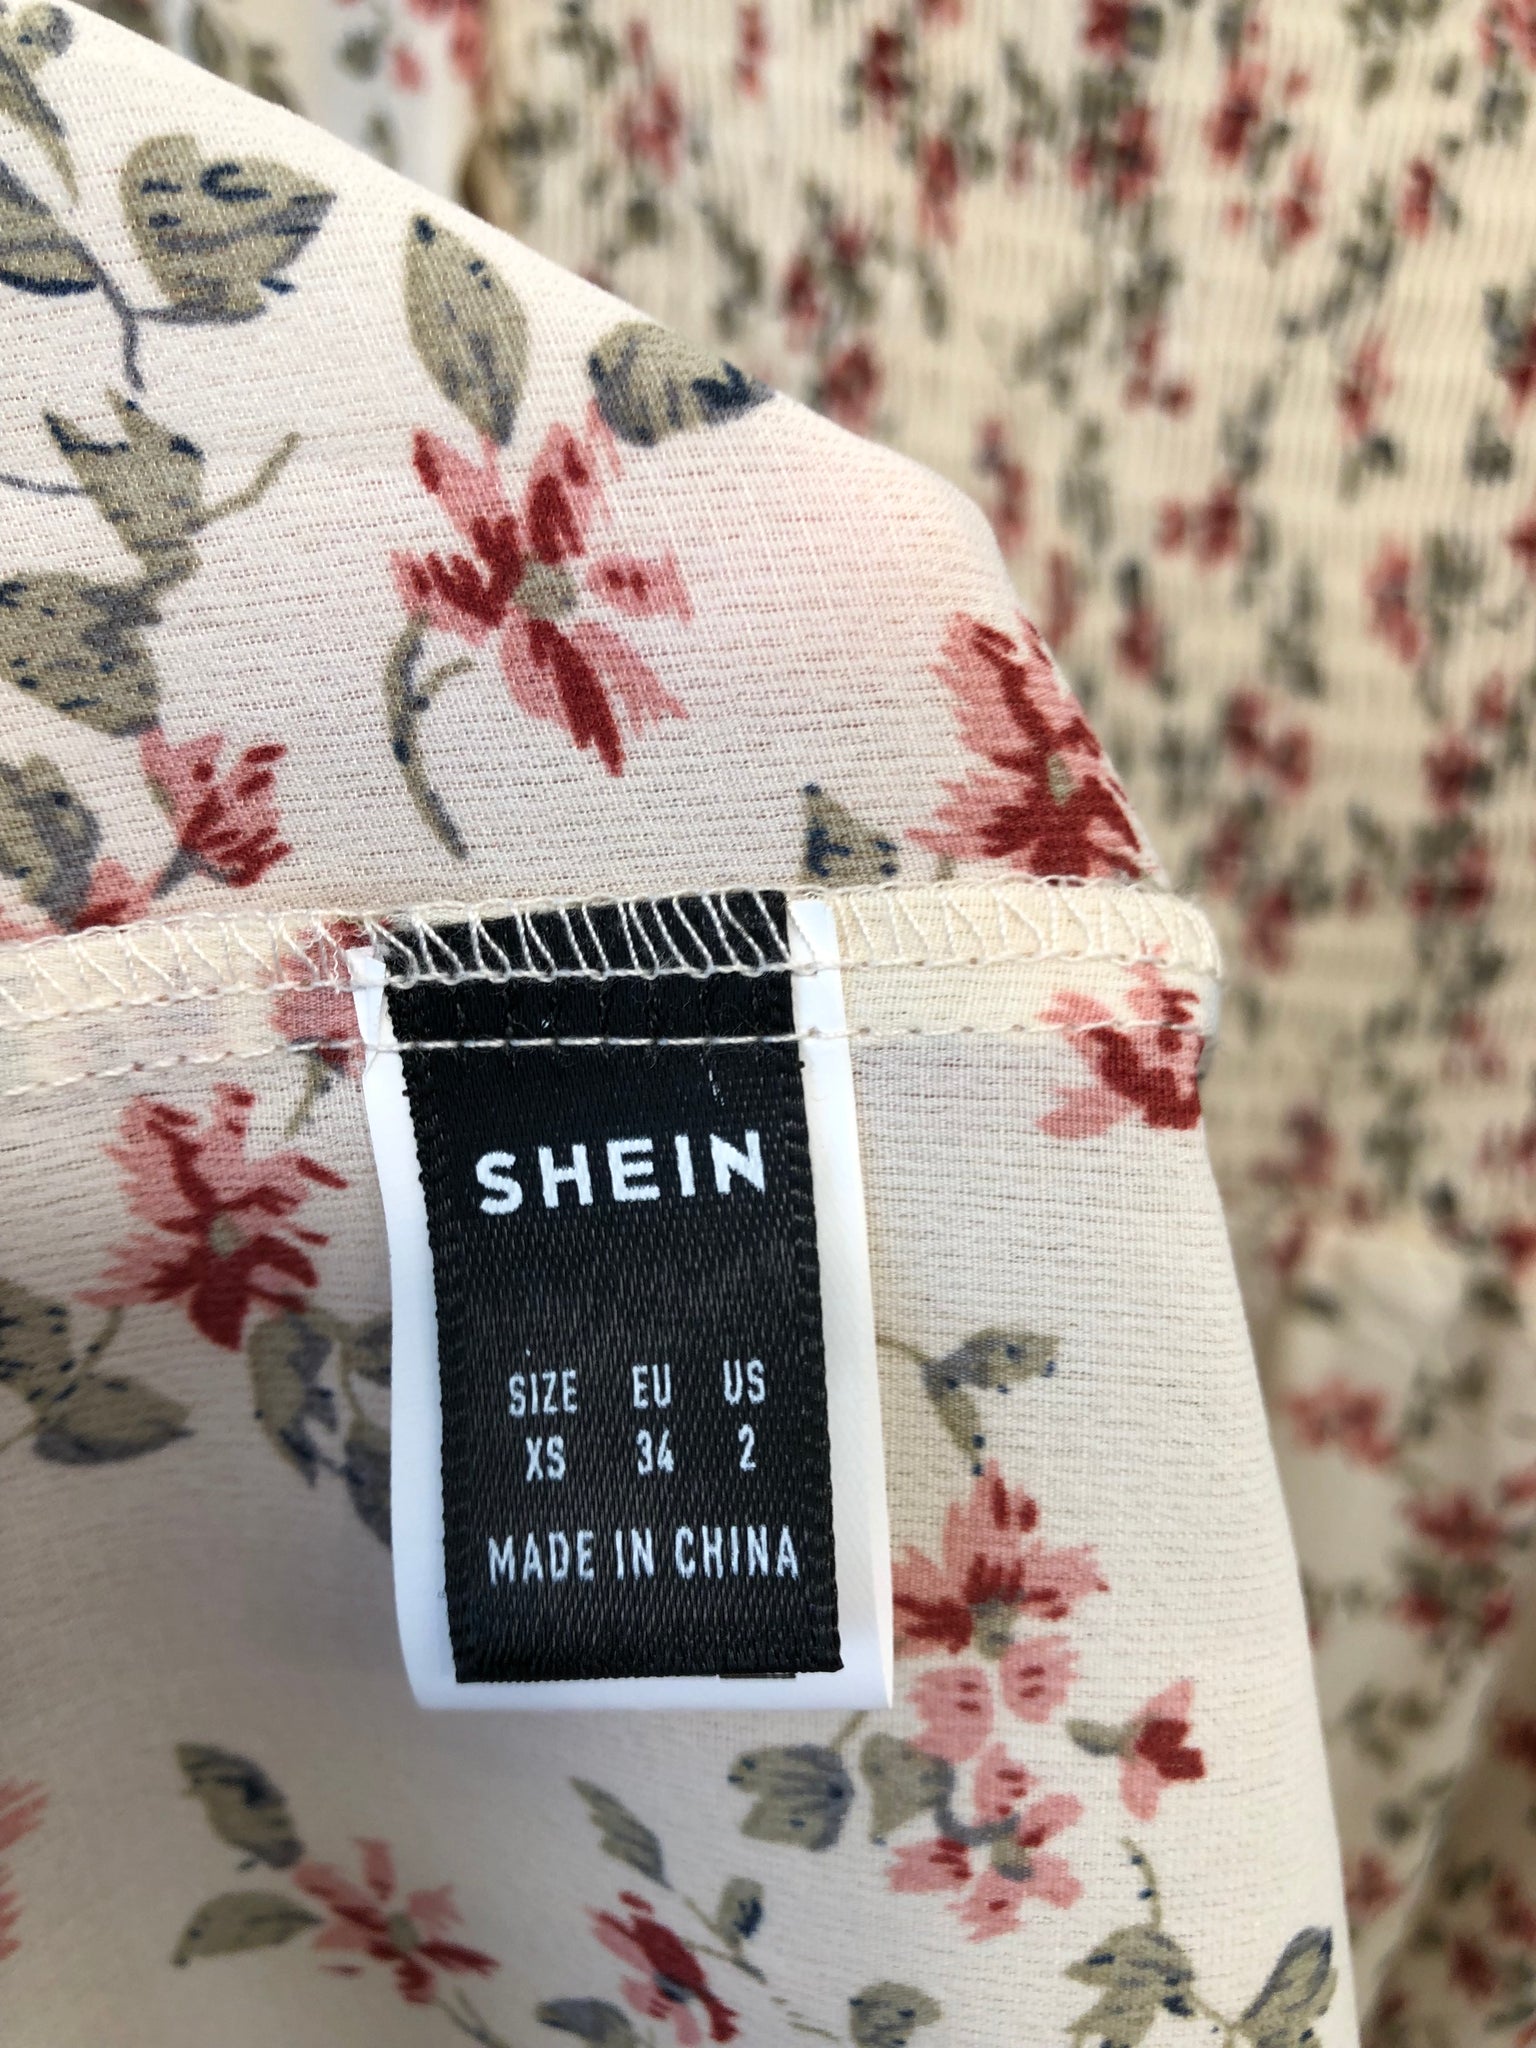 SHEIN
SIZE EU US
XS 34 2
MADE IN CHINA